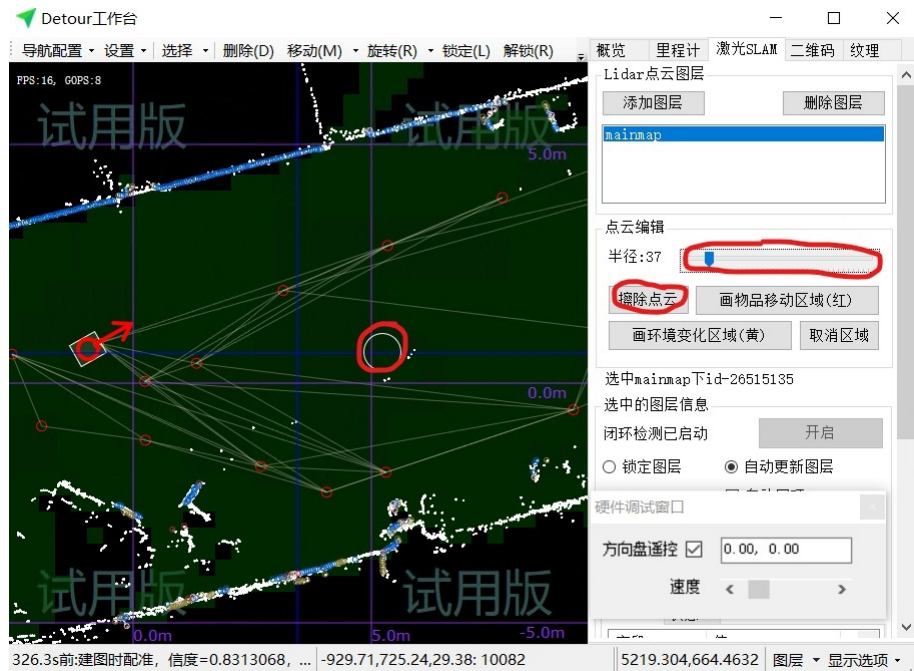 Detour工作台
导航配置 设置 选择 删除(D) 移动(M) 旋转(R) 锁定(L) 解锁(R)
概览 里程计 激光SLAM 二维码 纹理
FPS:16, GOPS:8
试用版 试用版
5.0m
0.0m
试用版 试用版
0.0m 5.0m -5.0m
Lidar点云图层
添加图层 删除图层
mainmap
点云编辑
半径:37
擦除点云 画物品移动区域(红)
画环境变化区域(黄) 取消区域
选中mainmap下id-26515135
选中的图层信息
闭环检测已启动 开启
锁定图层 自动更新图层
硬件调试窗口
方向盘遥控 0.00, 0.00
速度
326.3s前:建图时配准，信度=0.8313068, ... -929.71,725.24,29.38: 10082 5219.304,664.4632 图层 显示选项